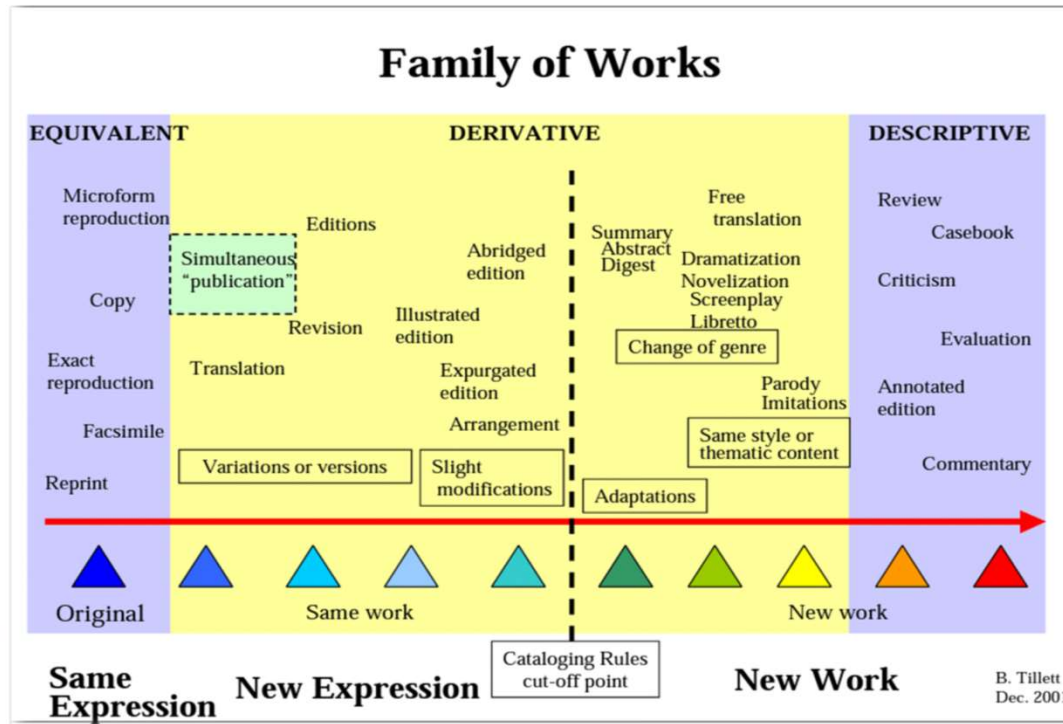 Family of Works
EQUIVALENT
DERIVATIVE
DESCRIPTIVE
Microform
reproduction
Copy
Exact
reproduction
Facsimile
Reprint
Simultaneous
“publication”
Editions
Revision
Translation
Abridged
edition
Illustrated
edition
Expurgated
edition
Arrangement
Variations or versions
Slight
modifications
Summary
Abstract
Digest
Free
translation
Dramatization
Novelization
Screenplay
Libretto
Change of genre
Parody
Imitations
Same style or
thematic content
Adaptations
Review
Casebook
Criticism
Evaluation
Annotated
edition
Commentary
Original
Same work
New work
Same
Expression
New Expression
Cataloging Rules
cut-off point
New Work
B. Tillett
Dec.